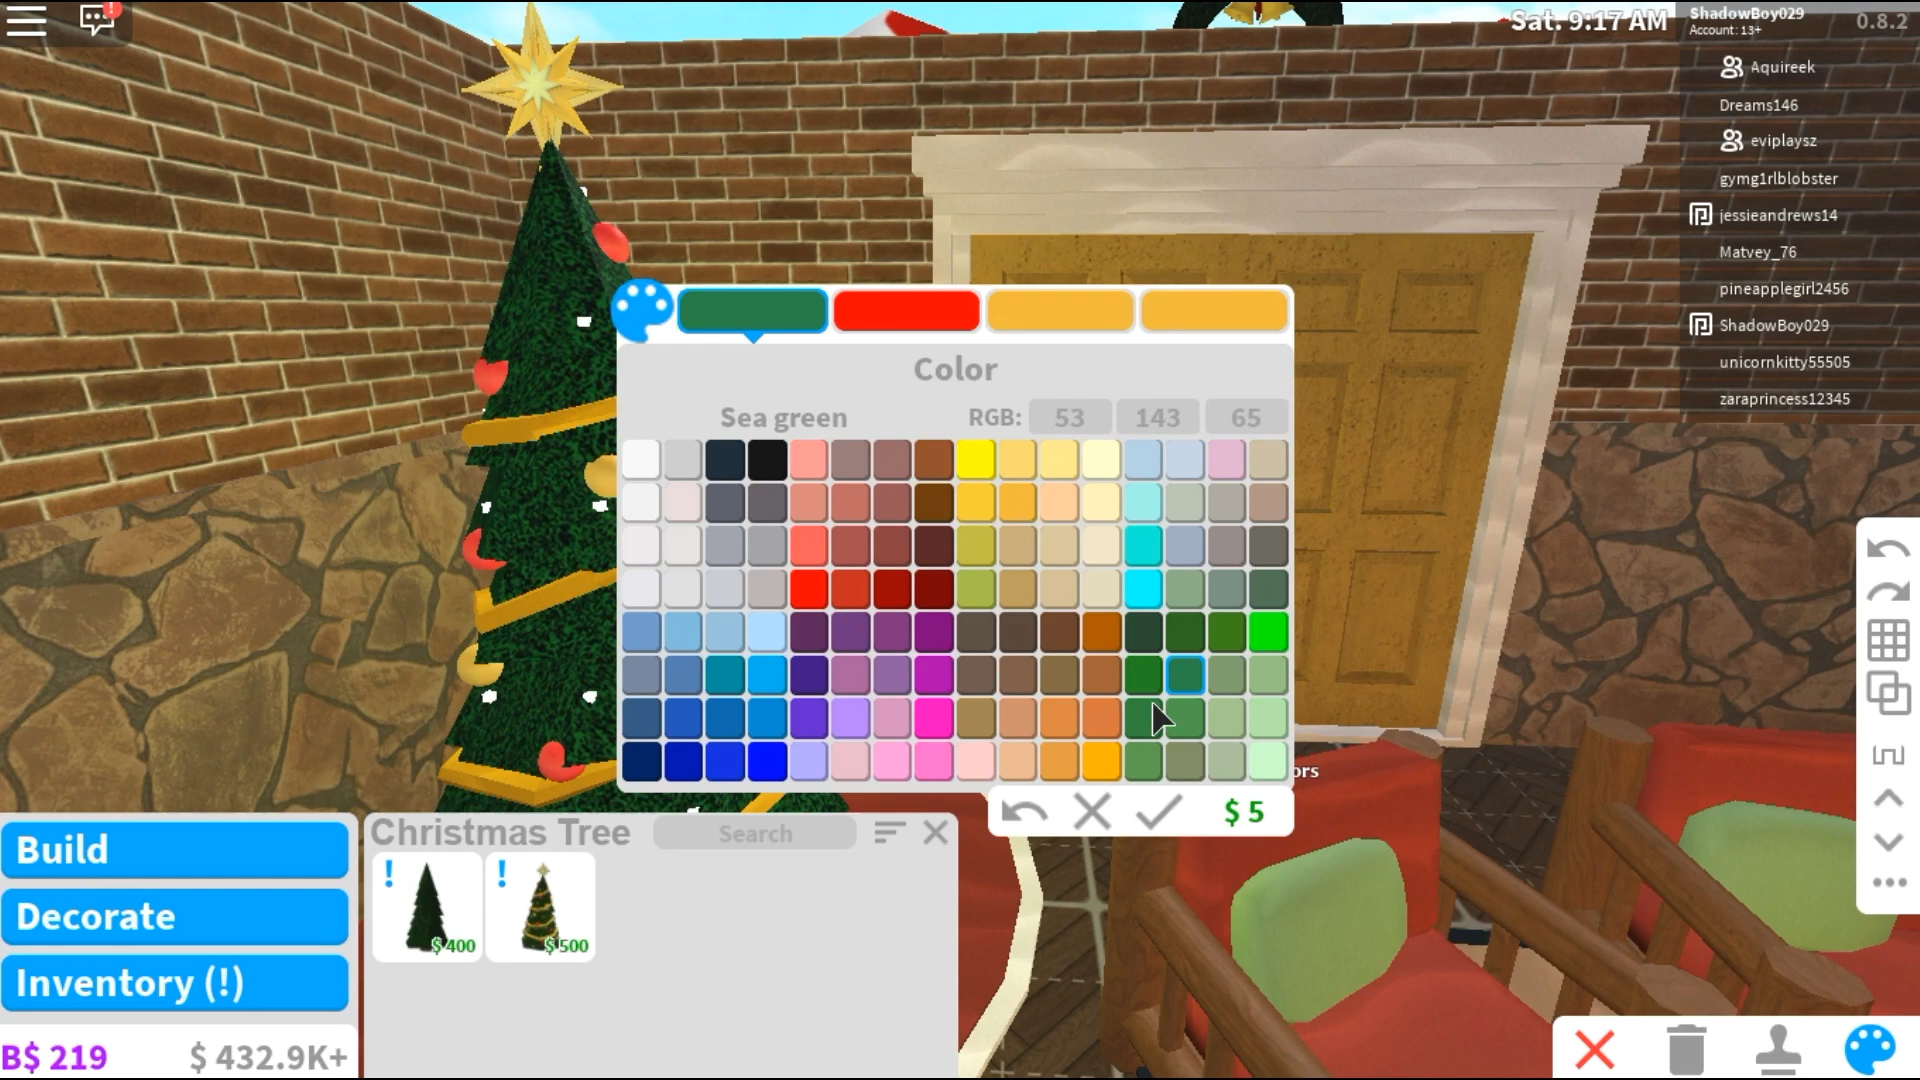 Sat. 9:17 AM
ShadowBoy029
Account: 13+
0.8.2
Aquireek
Dreams146
eviplaysz
gymg1rlblobster
jessieandrews14
Matvey_76
pineapplegirl2456
ShadowBoy029
unicornkitty55505
zaraprincess12345
Color
Sea green
RGB: 53 143 65
ors
$ 5
Build
Decorate
Inventory (!)
B$ 219
$ 432.9K+
Christmas Tree
Search
! $ 400
! $ 500